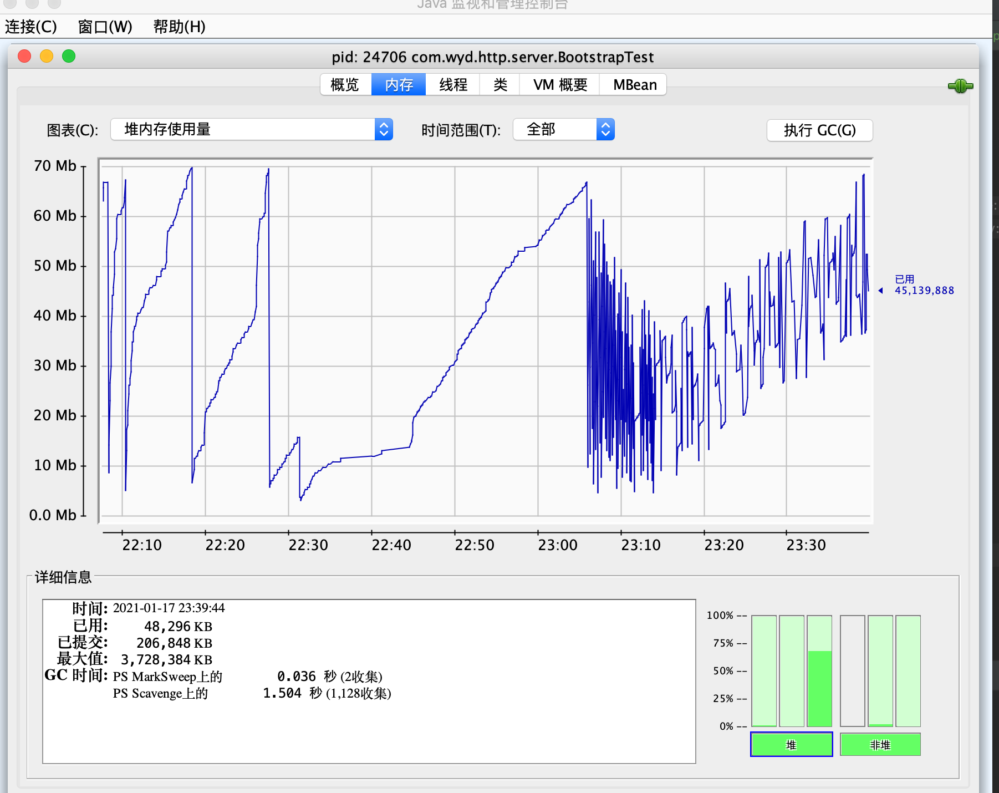 Java 监视和管理控制台
连接(C) 窗口(W) 帮助(H)
pid: 24706 com.wyd.http.server.BootstrapTest
概览 内存 线程 类 VM 概要 MBean
图表(C): 堆内存使用量 时间范围(T): 全部 执行 GC(G)
70 Mb
60 Mb
50 Mb
已用
45,139,888
40 Mb
30 Mb
20 Mb
10 Mb
0.0 Mb
22:10 22:20 22:30 22:40 22:50 23:00 23:10 23:20 23:30
详细信息
时间: 2021-01-17 23:39:44
已用: 48,296 KB
已提交: 206,848 KB
最大值: 3,728,384 KB
GC 时间: PS MarkSweep上的 0.036 秒 (2收集)
PS Scavenge上的 1.504 秒 (1,128收集)
100% --
75% --
50% --
25% --
0% --
堆 非堆